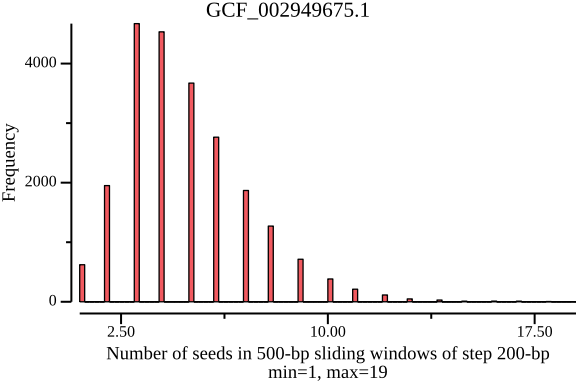 GCF_002949675.1
Frequency
4000
2000
0
2.50
10.00
17.50
Number of seeds in 500-bp sliding windows of step 200-bp
min=1, max=19